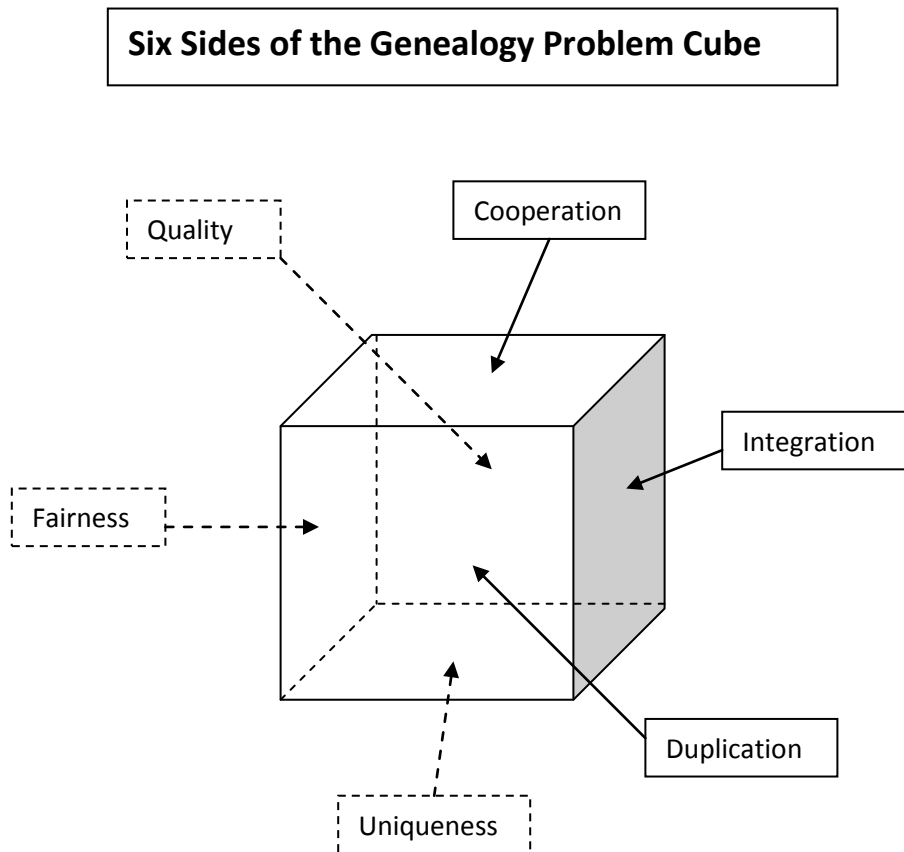 Six Sides of the Genealogy Problem Cube
Cooperation
Quality
Integration
Fairness
Duplication
Uniqueness